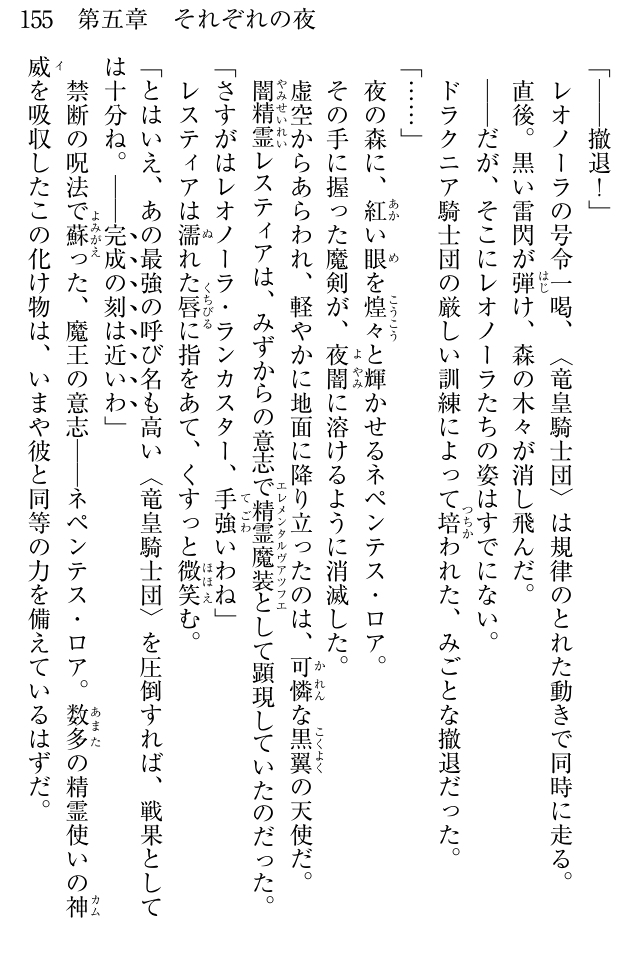 155　第五章　それぞれの夜
「――撤退！」
　レオノーラの号令一喝、〈竜皇騎士団〉は規律のとれた動きで同時に走る。
　直後。黒い雷閃が弾け、森の木々が消し飛んだ。
　――だが、そこにレオノーラたちの姿はすでにない。
　ドラクニア騎士団の厳しい訓練によって培われた、みごとな撤退だった。
「……」
　夜の森に、紅い眼を煌々と輝かせるネペンテス・ロア。
　その手に握った魔剣が、夜闇に溶けるように消滅した。
　虚空からあらわれ、軽やかに地面に降り立ったのは、可憐な黒翼の天使だ。
　闇精霊レスティアは、みずからの意志で精霊魔装として顕現していたのだった。
「さすがはレオノーラ・ランカスター、手強いわね」
　レスティアは濡れた唇に指をあて、くすっと微笑む。
「とはいえ、あの最強の呼び名も高い〈竜皇騎士団〉を圧倒すれば、戦果として
は十分ね。――完成の刻は近いわ」
　禁断の呪法で蘇った、魔王の意志――ネペンテス・ロア。数多の精霊使いの神
威を吸収したこの化け物は、いまや彼と同等の力を備えているはずだ。